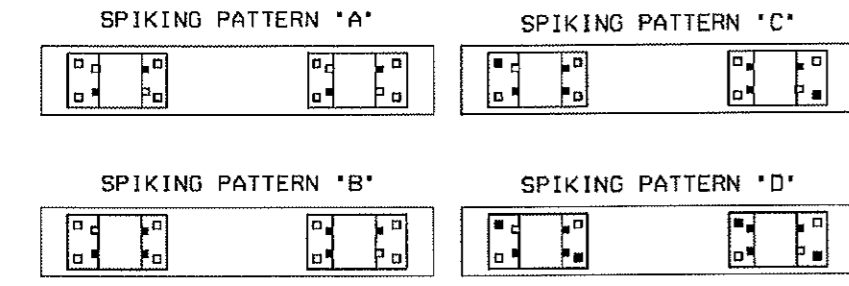 SPIKING PATTERN "A"
SPIKING PATTERN "C"
SPIKING PATTERN "B"
SPIKING PATTERN "D"